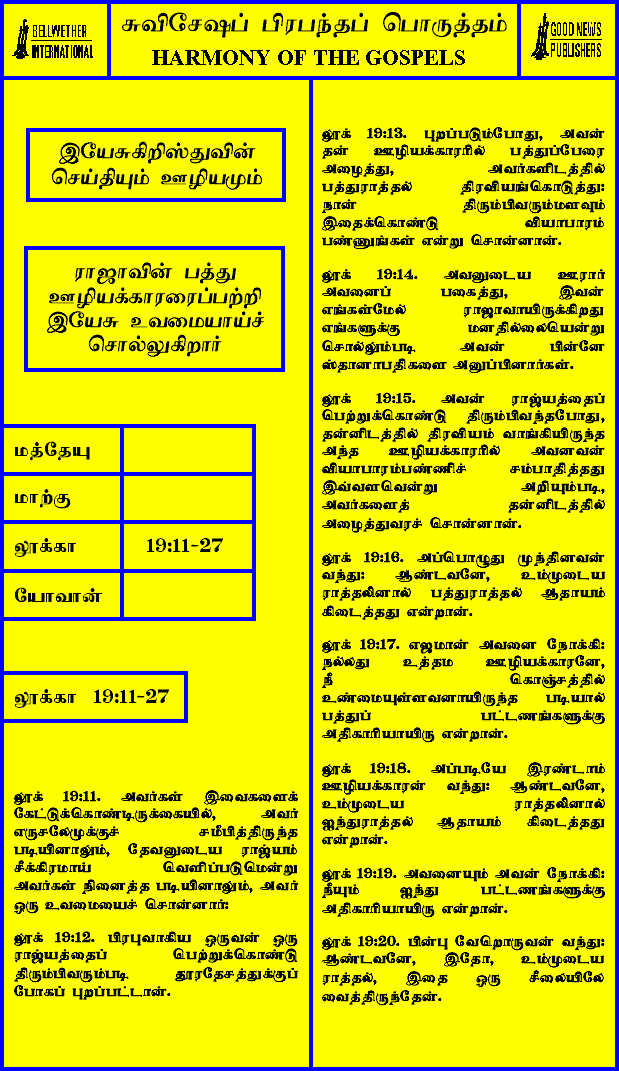 BELLWETHER
INTERNATIONAL
சுவிசேஷப் பிரபந்தப் பொருத்தம்
HARMONY OF THE GOSPELS
GOOD NEWS
PUBLISHERS
இயேசுகிறிஸ்துவின்
செய்தியும் ஊழியமும்
ராஜாவின் பத்து
ஊழியக்காரரைப்பற்றி
இயேசு உவமையாய்ச்
சொல்லுகிறார்
மத்தேயு
மாற்கு
லூக்கா 19:11-27
யோவான்
லூக்கா 19:11-27
லூக் 19:11. அவர்கள் இவைகளைக்
கேட்டுக்கொண்டிருக்கையில், அவர்
எருசலேமுக்குச் சமீபித்திருந்த
படியினாலும், தேவனுடைய ராஜ்யம்
சீக்கிரமாய் வெளிப்படுமென்று
அவர்கள் நினைத்த படியினாலும், அவர்
ஒரு உவமையைச் சொன்னார்:
லூக் 19:12. பிரபுவாகிய ஒருவன் ஒரு
ராஜ்யத்தைப் பெற்றுக்கொண்டு
திரும்பிவரும்படி தூரதேசத்துக்குப்
போகப் புறப்பட்டான்.
லூக் 19:13. புறப்படும்போது, அவன்
தன் ஊழியக்காரரில் பத்துப்பேரை
அழைத்து, அவர்களிடத்தில்
பத்துராத்தல் திரவியங்கொடுத்து:
நான் திரும்பிவருமளவும்
இதைக்கொண்டு வியாபாரம்
பண்ணுங்கள் என்று சொன்னான்.
லூக் 19:14. அவனுடைய ஊரார்
அவனைப் பகைத்து, இவன்
எங்கள்மேல் ராஜாவாயிருக்கிறது
எங்களுக்கு மனதில்லையென்று
சொல்லும்படி அவன் பின்னே
ஸ்தானாபதிகளை அனுப்பினார்கள்.
லூக் 19:15. அவன் ராஜ்யத்தைப்
பெற்றுக்கொண்டு திரும்பிவந்தபோது,
தன்னிடத்தில் திரவியம் வாங்கியிருந்த
அந்த ஊழியக்காரரில் அவனவன்
வியாபாரம்பண்ணிச் சம்பாதித்தது
இவ்வளவென்று அறியும்படி,
அவர்களைத் தன்னிடத்தில்
அழைத்துவரச் சொன்னான்.
லூக் 19:16. அப்பொழுது முந்தினவன்
வந்து: ஆண்டவனே, உம்முடைய
ராத்தலினால் பத்துராத்தல் ஆதாயம்
கிடைத்தது என்றான்.
லூக் 19:17. எஜமான் அவனை நோக்கி:
நல்லது உத்தம ஊழியக்காரனே,
நீ கொஞ்சத்தில்
உண்மையுள்ளவனாயிருந்த படியால்
பத்துப் பட்டணங்களுக்கு
அதிகாரியாயிரு என்றான்.
லூக் 19:18. அப்படியே இரண்டாம்
ஊழியக்காரன் வந்து: ஆண்டவனே,
உம்முடைய ராத்தலினால்
ஐந்துராத்தல் ஆதாயம் கிடைத்தது
என்றான்.
லூக் 19:19. அவனையும் அவன் நோக்கி:
நீயும் ஐந்து பட்டணங்களுக்கு
அதிகாரியாயிரு என்றான்.
லூக் 19:20. பின்பு வேறொருவன் வந்து:
ஆண்டவனே, இதோ, உம்முடைய
ராத்தல், இதை ஒரு சீலையிலே
வைத்திருந்தேன்.